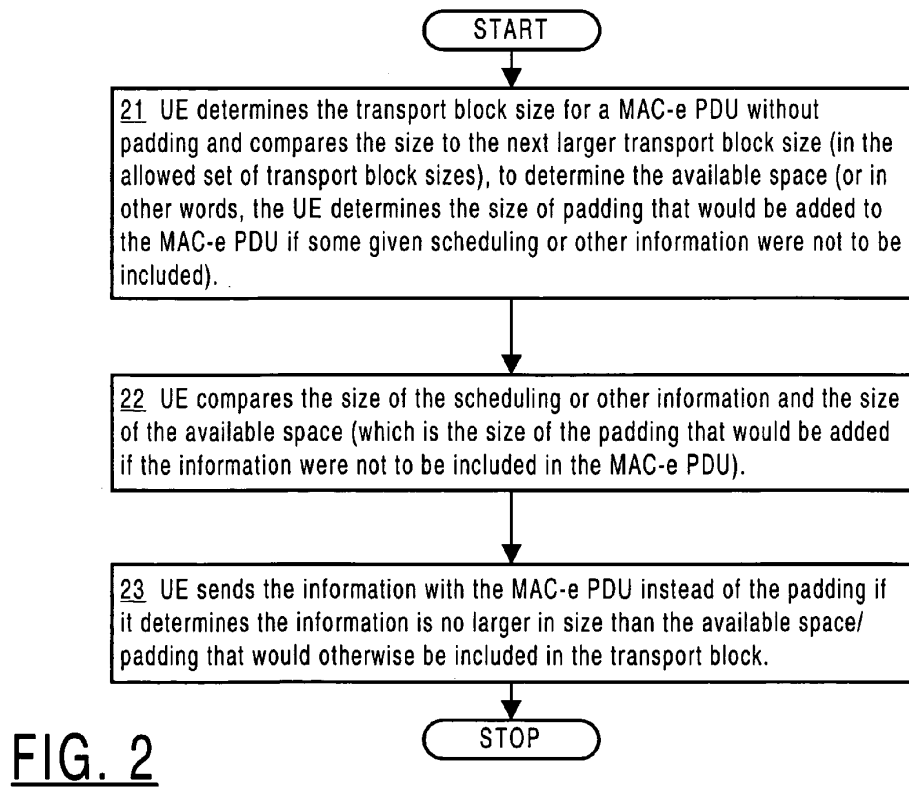 START
21 UE determines the transport block size for a MAC-e PDU without
padding and compares the size to the next larger transport block size (in the
allowed set of transport block sizes), to determine the available space (or in
other words, the UE determines the size of padding that would be added to
the MAC-e PDU if some given scheduling or other information were not to be
included).
22 UE compares the size of the scheduling or other information and the size
of the available space (which is the size of the padding that would be added
if the information were not to be included in the MAC-e PDU).
23 UE sends the information with the MAC-e PDU instead of the padding if
it determines the information is no larger in size than the available space/
padding that would otherwise be included in the transport block.
STOP
FIG. 2